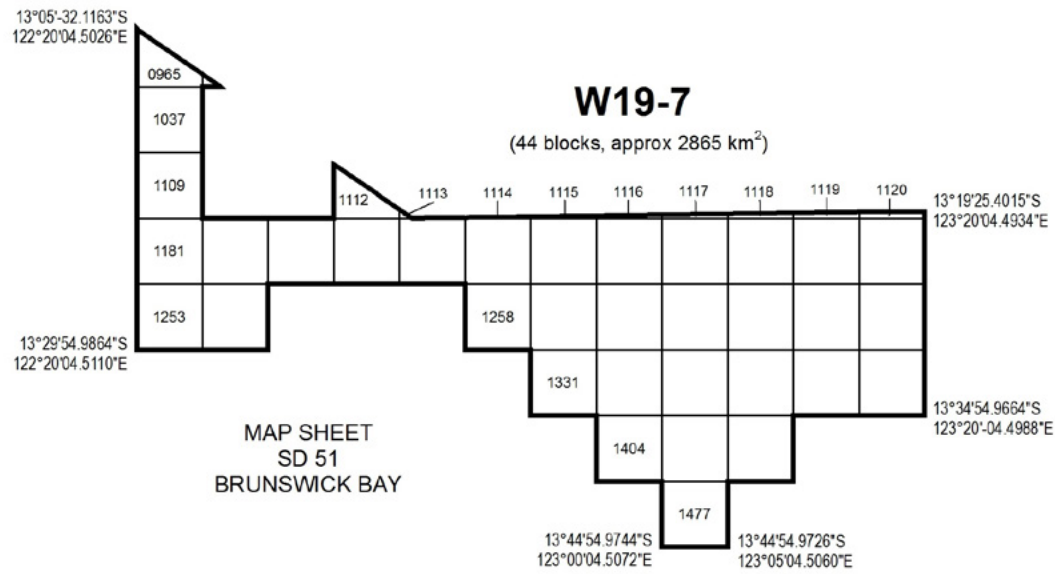 13°05'-32.1163"S
122°20'04.5026"E
0965
W19-7
1037
(44 blocks, approx 2865 km²)
1109
1112
1113
1114
1115
1116
1117
1118
1119
1120
13°19'25.4015"S
123°20'04.4934"E
1181
1253
1258
13°29'54.9864"S
122°20'04.5110"E
1331
13°34'54.9664"S
123°20'-04.4988"E
MAP SHEET
SD 51
BRUNSWICK BAY
1404
1477
13°44'54.9744"S
123°00'04.5072"E
13°44'54.9726"S
123°05'04.5060"E